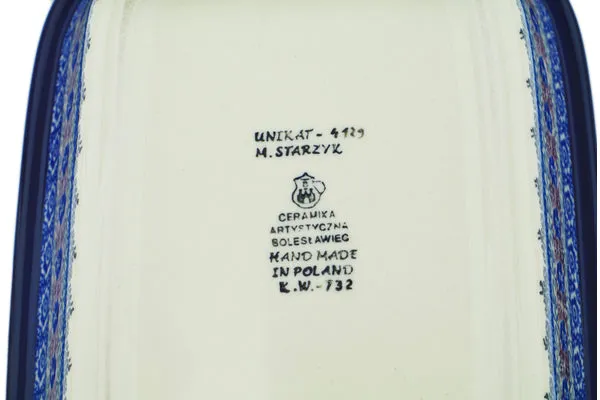 UNIKAT - 4129
M. STARZYK
CERAMIKA
ARTYSTYCZNA
BOLESŁAWIEC
HAND MADE
IN POLAND
K.W.-732